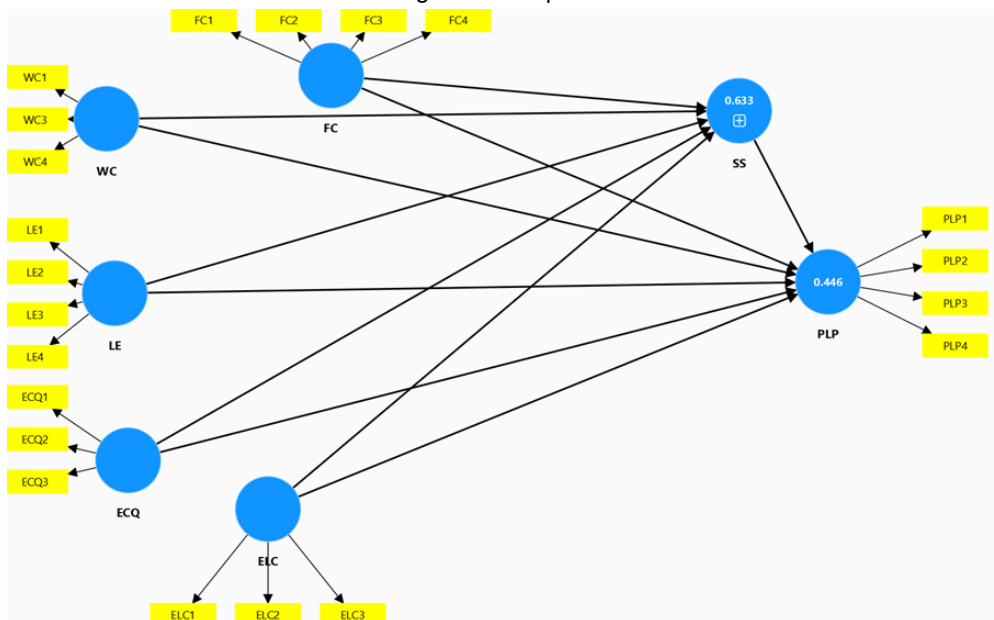 FC1 FC2 FC3 FC4
FC
WC1
WC3
WC4
WC
0.633
SS
LE1
LE2
LE3
LE4
LE
PLP1
PLP2
PLP3
PLP4
0.446
PLP
ECQ1
ECQ2
ECQ3
ECQ
ELC
ELC1 ELC2 ELC3